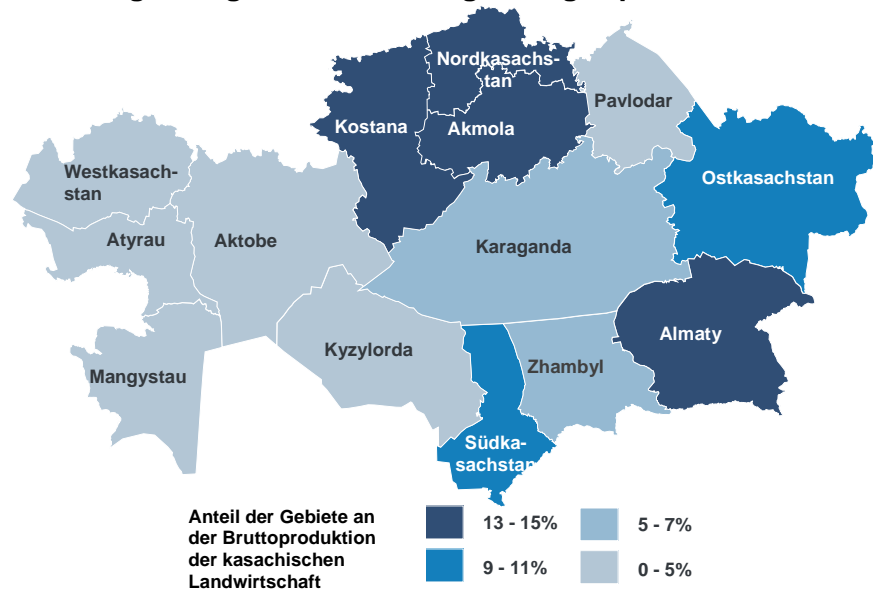 Nordkasachs-
tan
Pavlodar
Kostana
Akmola
Westkasach-
stan
Ostkasachstan
Atyrau
Aktobe
Karaganda
Almaty
Kyzylorda
Zhambyl
Mangystau
Südka-
sachstan
Anteil der Gebiete an
der Bruttoproduktion
der kasachischen
Landwirtschaft
13 - 15%
5 - 7%
9 - 11%
0 - 5%